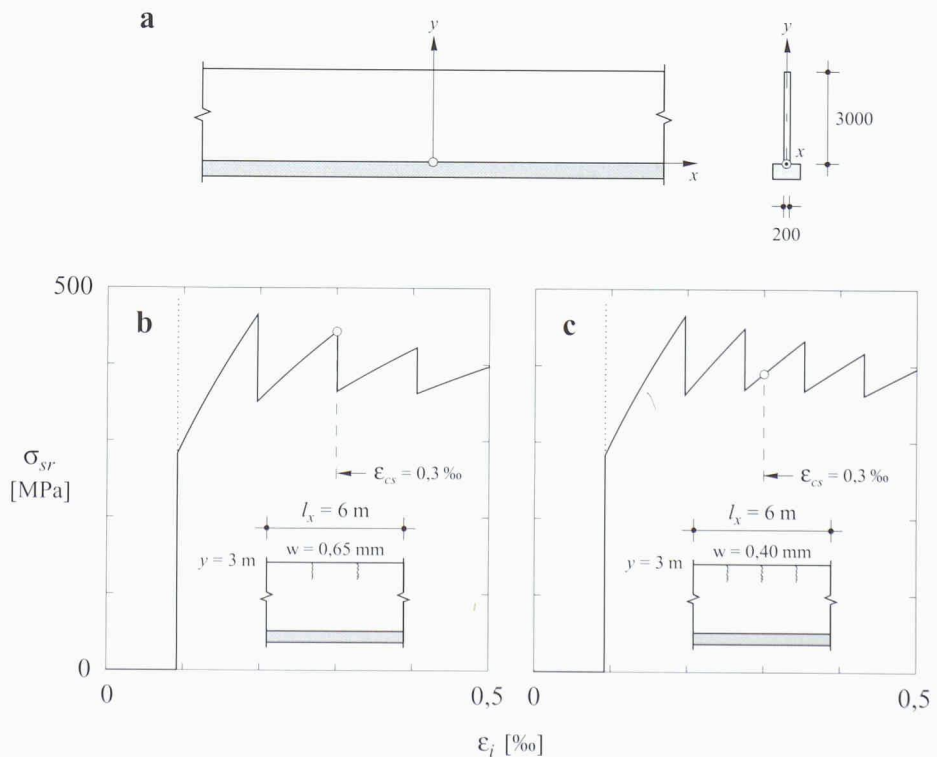 a
y
x
y
x
3000
200
500
b
σsr
[MPa]
εcs = 0,3 ‰
lx = 6 m
w = 0,65 mm
y = 3 m
0
0
0,5
c
εcs = 0,3 ‰
lx = 6 m
w = 0,40 mm
y = 3 m
0
0,5
εi [‰]